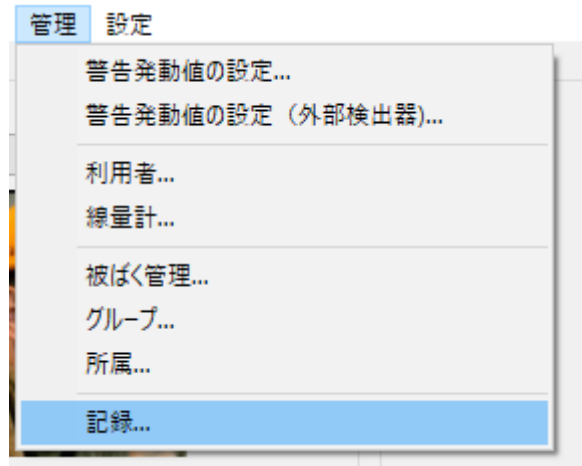 管理 設定
警告発動値の設定...
警告発動値の設定（外部検出器)...
利用者...
線量計...
被ばく管理...
グループ...
所属...
記録...